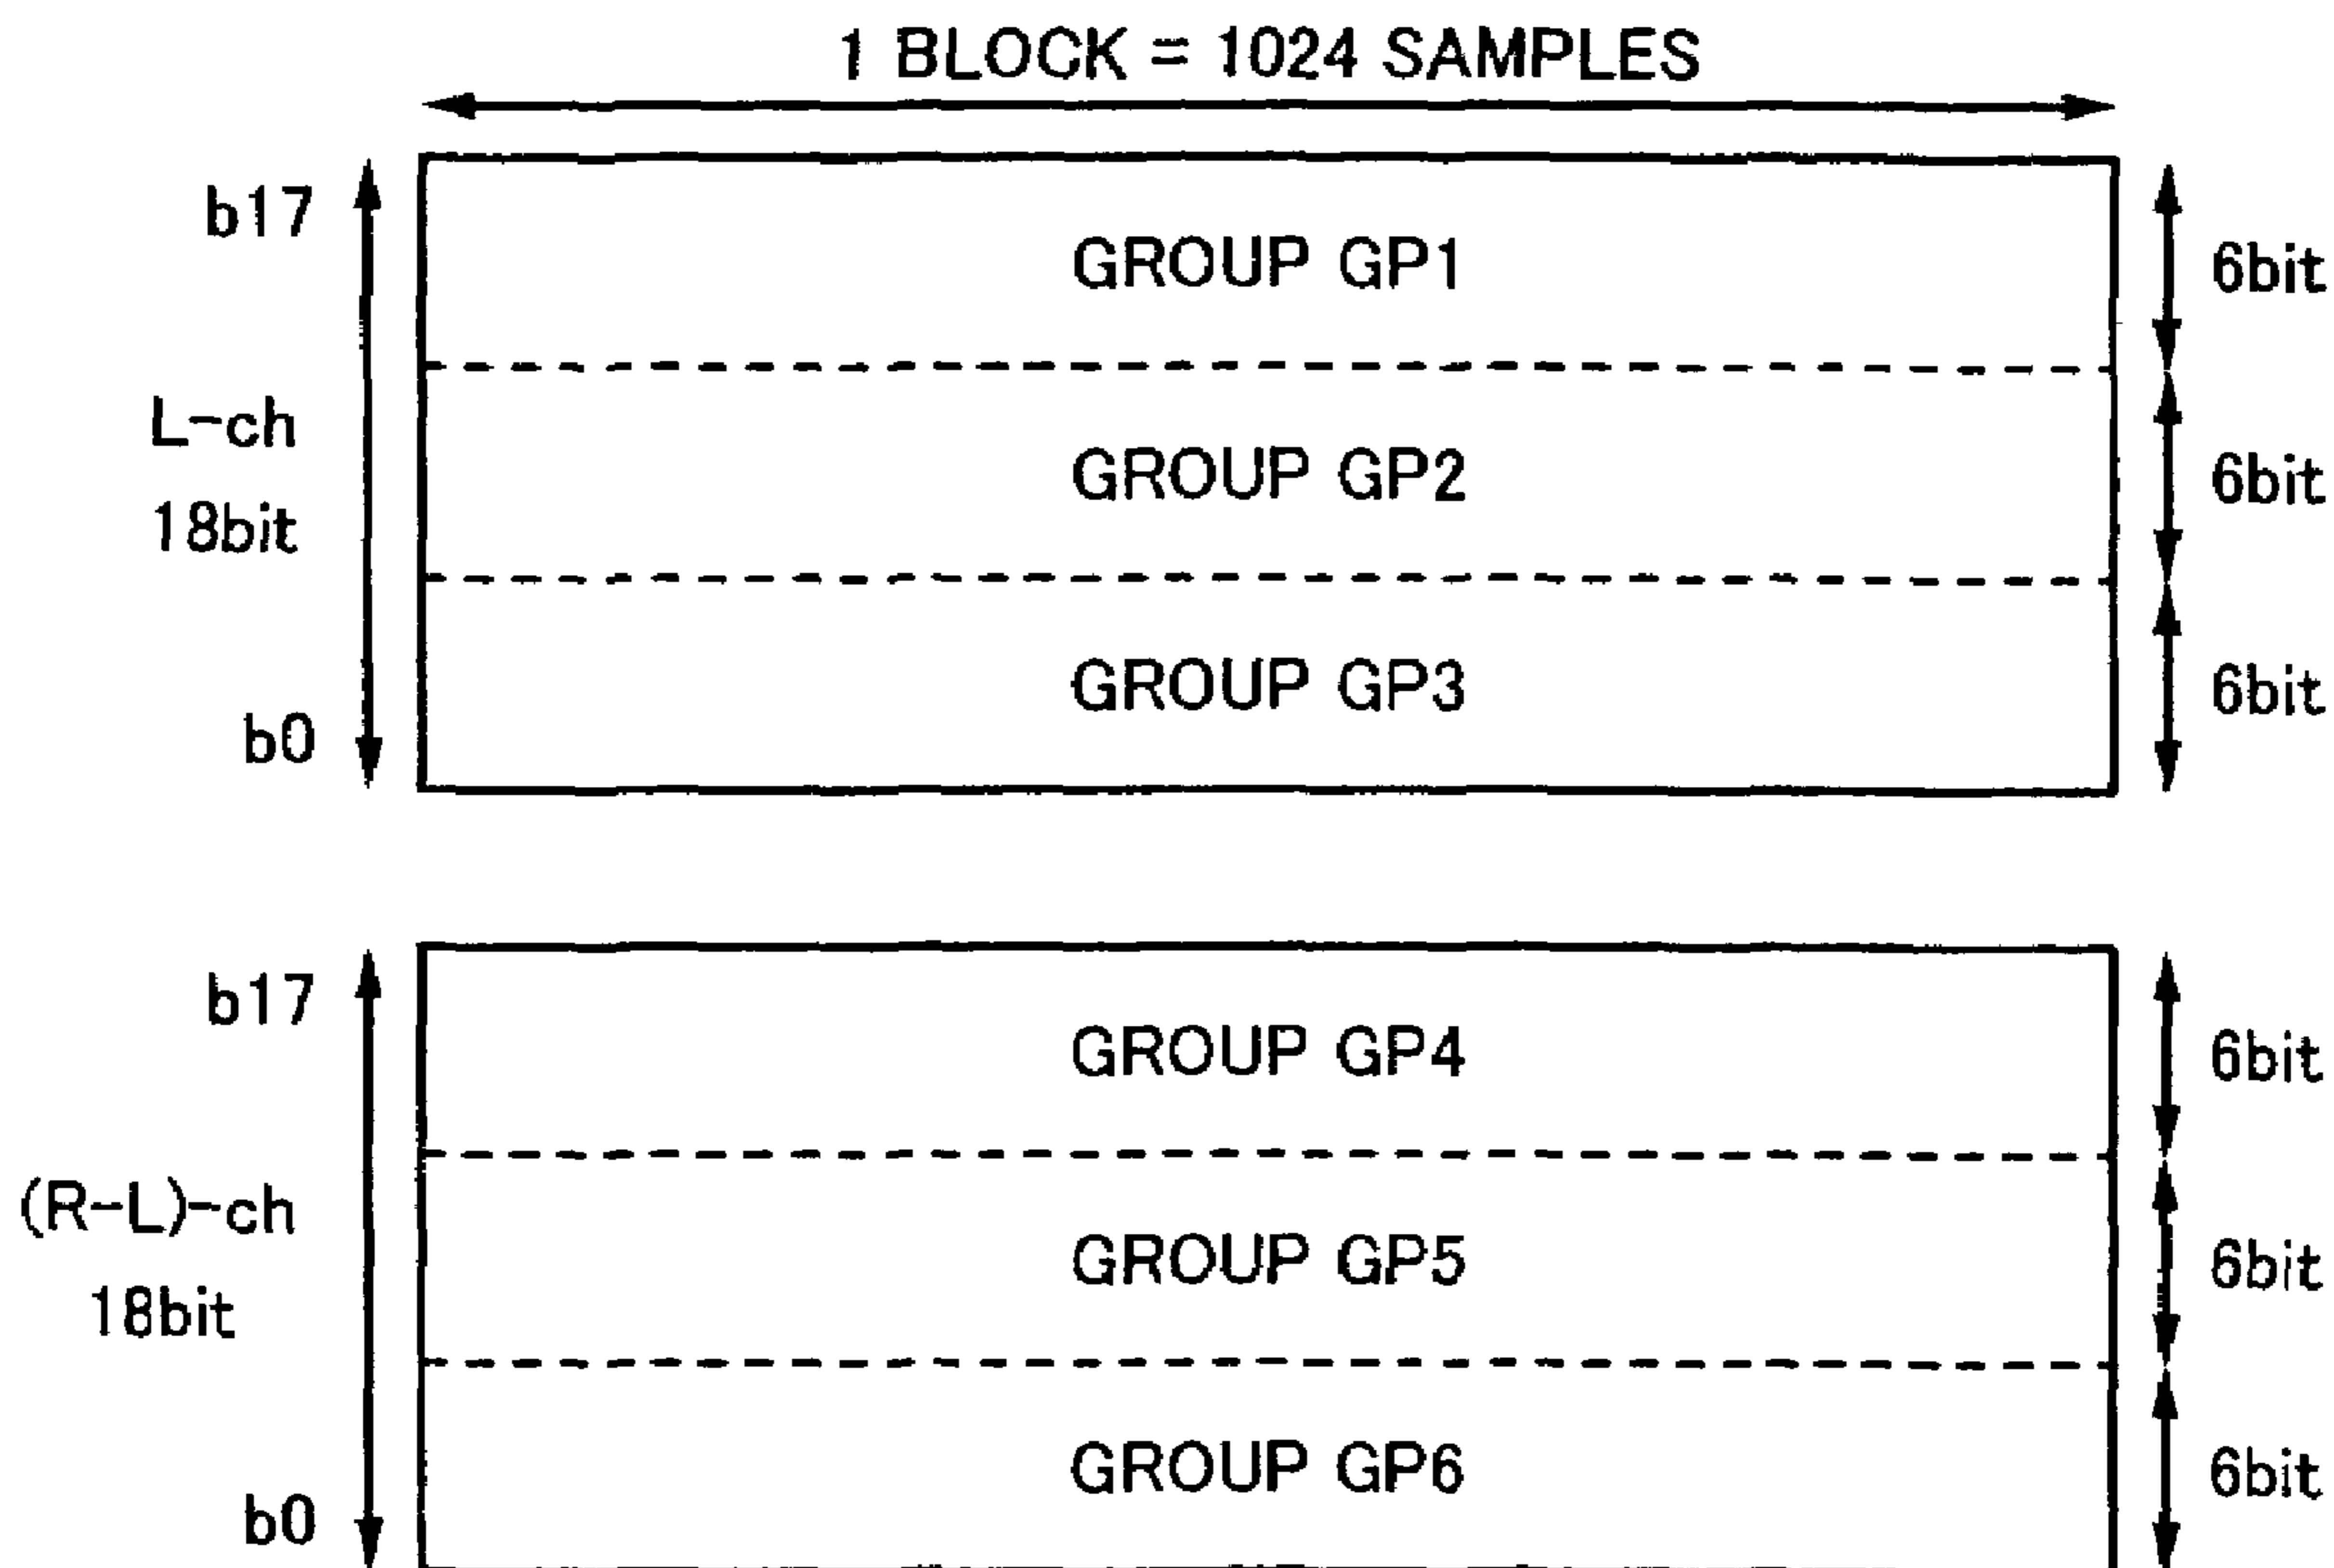 1 BLOCK = 1024 SAMPLES
b17
GROUP GP1
6bit
L-ch
18bit
GROUP GP2
6bit
GROUP GP3
6bit
b0
b17
GROUP GP4
6bit
(R-L)-ch
18bit
GROUP GP5
6bit
GROUP GP6
6bit
b0